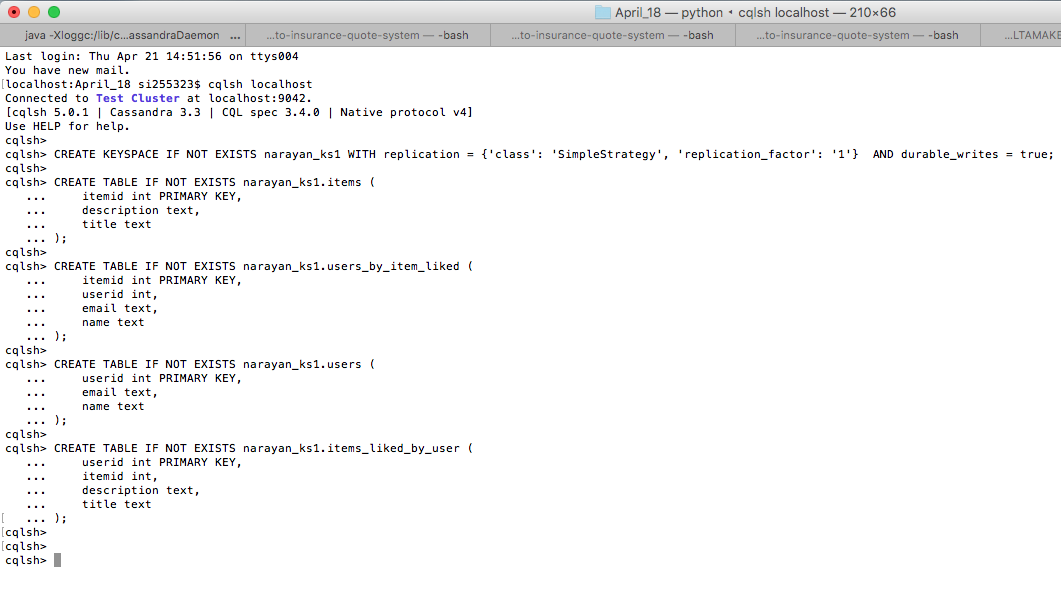 April_18 — python • cqlsh localhost — 210×66
java -Xloggc:/lib/c...assandraDaemon ...
...to-insurance-quote-system — -bash
...to-insurance-quote-system — -bash
...to-insurance-quote-system — -bash
...LTAMAKE
Last login: Thu Apr 21 14:51:56 on ttys004
You have new mail.
[localhost:April_18 si255323$ cqlsh localhost
Connected to Test Cluster at localhost:9042.
[cqlsh 5.0.1 | Cassandra 3.3 | CQL spec 3.4.0 | Native protocol v4]
Use HELP for help.
cqlsh>
cqlsh> CREATE KEYSPACE IF NOT EXISTS narayan_ks1 WITH replication = {'class': 'SimpleStrategy', 'replication_factor': '1'}  AND durable_writes = true;
cqlsh>
cqlsh> CREATE TABLE IF NOT EXISTS narayan_ks1.items (
   ...     itemid int PRIMARY KEY,
   ...     description text,
   ...     title text
   ... );
cqlsh>
cqlsh> CREATE TABLE IF NOT EXISTS narayan_ks1.users_by_item_liked (
   ...     itemid int PRIMARY KEY,
   ...     userid int,
   ...     email text,
   ...     name text
   ... );
cqlsh>
cqlsh> CREATE TABLE IF NOT EXISTS narayan_ks1.users (
   ...     userid int PRIMARY KEY,
   ...     email text,
   ...     name text
   ... );
cqlsh>
cqlsh> CREATE TABLE IF NOT EXISTS narayan_ks1.items_liked_by_user (
   ...     userid int PRIMARY KEY,
   ...     itemid int,
   ...     description text,
   ...     title text
[   ... );
[cqlsh>
[cqlsh>
cqlsh>